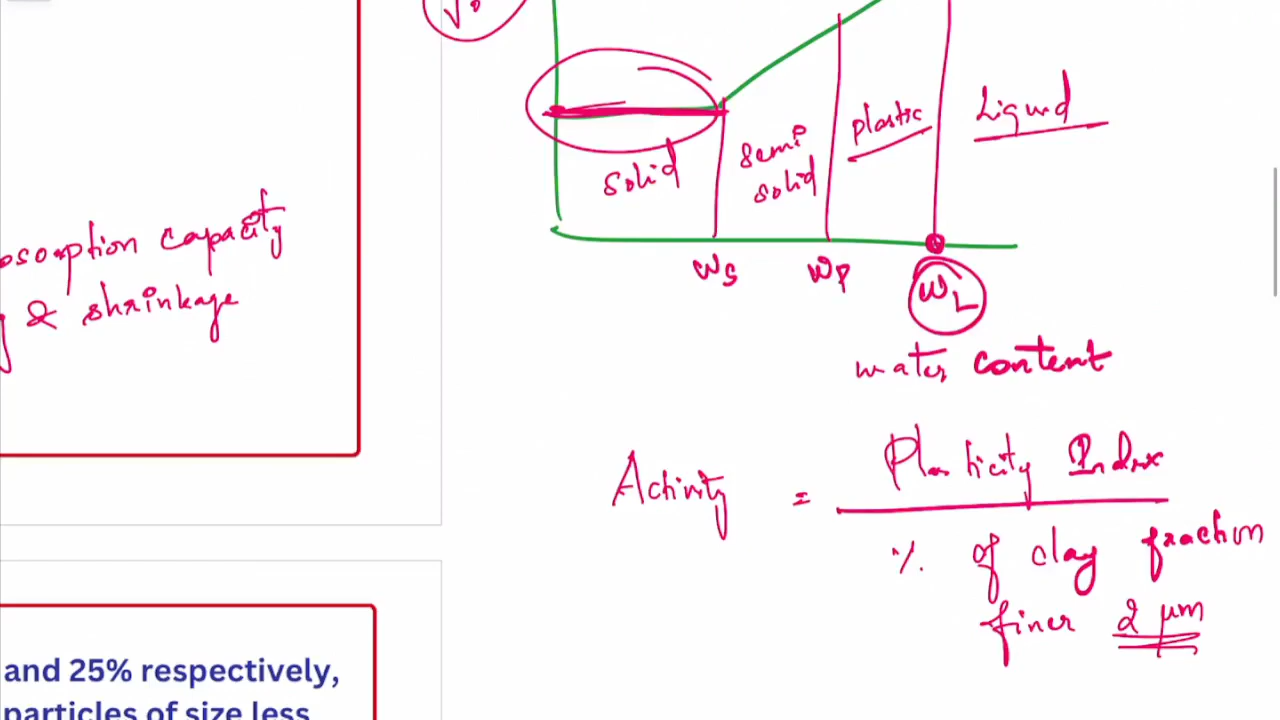 solid
semi
solid
plastic
Liquid
ws
wp
wL
water content
capacity
& shrinkage
Activity = Plasticity Index
% of clay fraction
finer 2 μm
and 25% respectively,
particles of size less